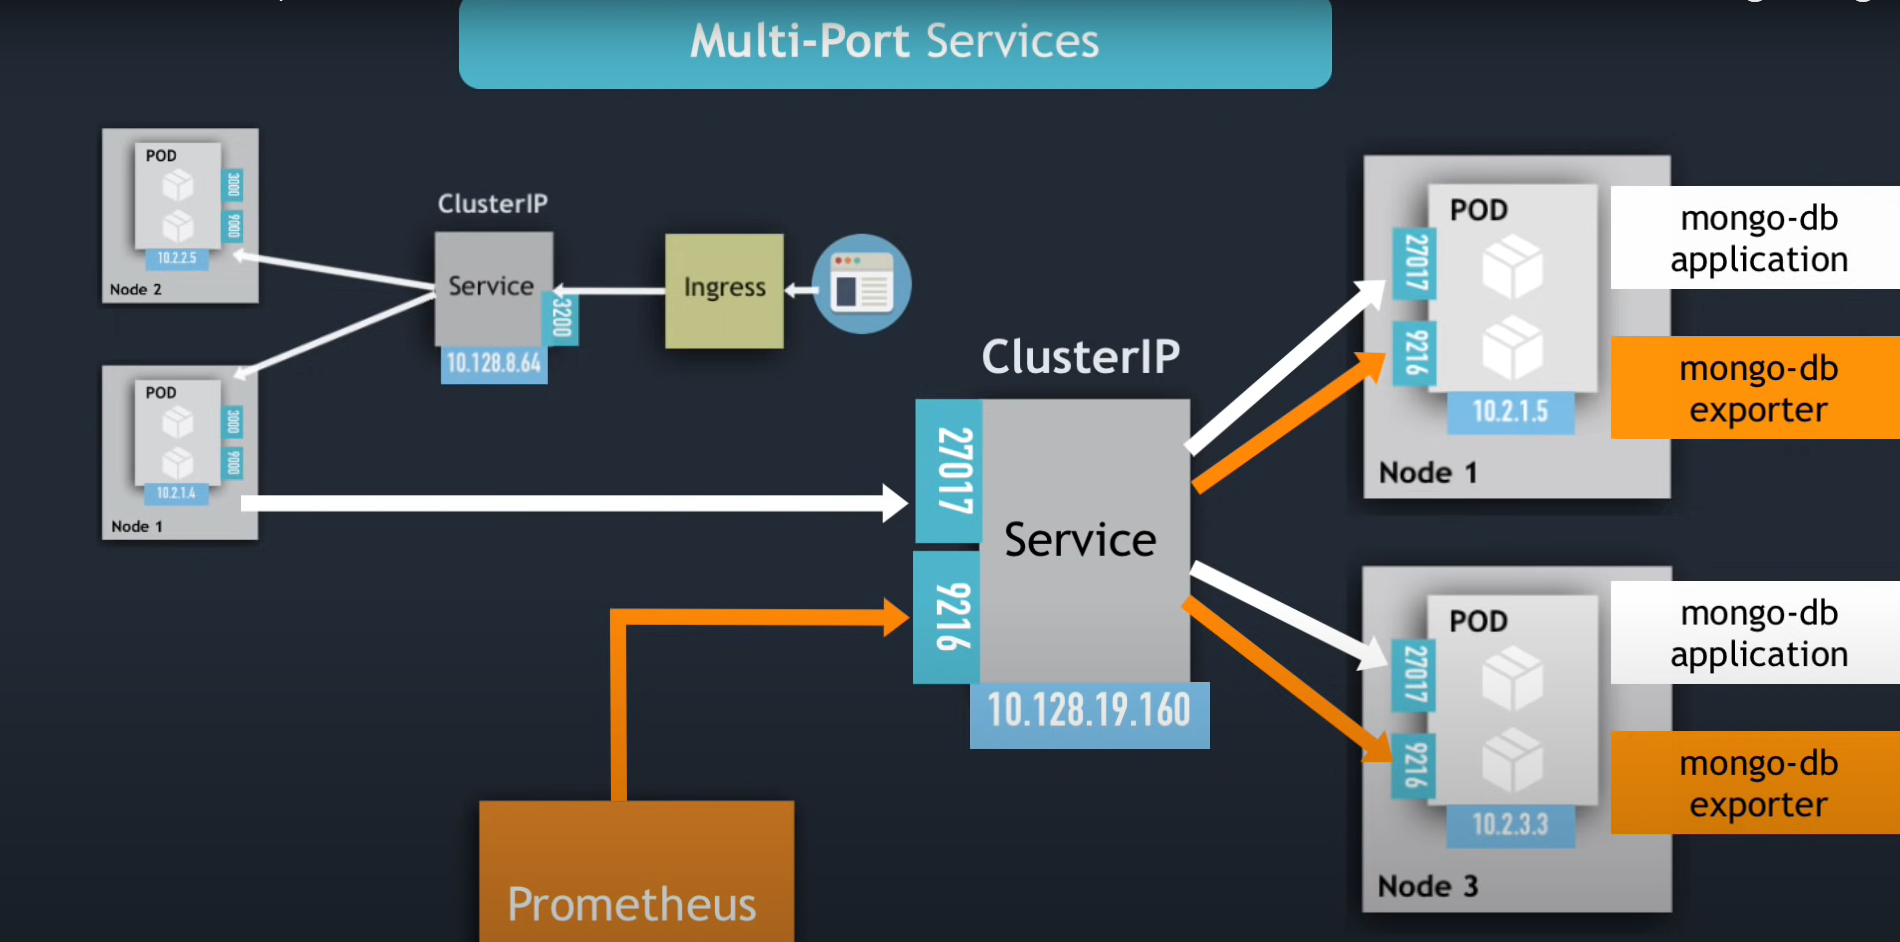 Multi-Port Services
POD
3000
9000
10.2.2.5
Node 2
ClusterIP
Service
3200
10.128.8.64
Ingress
POD
3000
9000
10.2.1.4
Node 1
ClusterIP
27017
9216
Service
10.128.19.160
Prometheus
POD
27017
9216
10.2.1.5
Node 1
mongo-db
application
mongo-db
exporter
POD
27017
9216
10.2.3.3
Node 3
mongo-db
application
mongo-db
exporter